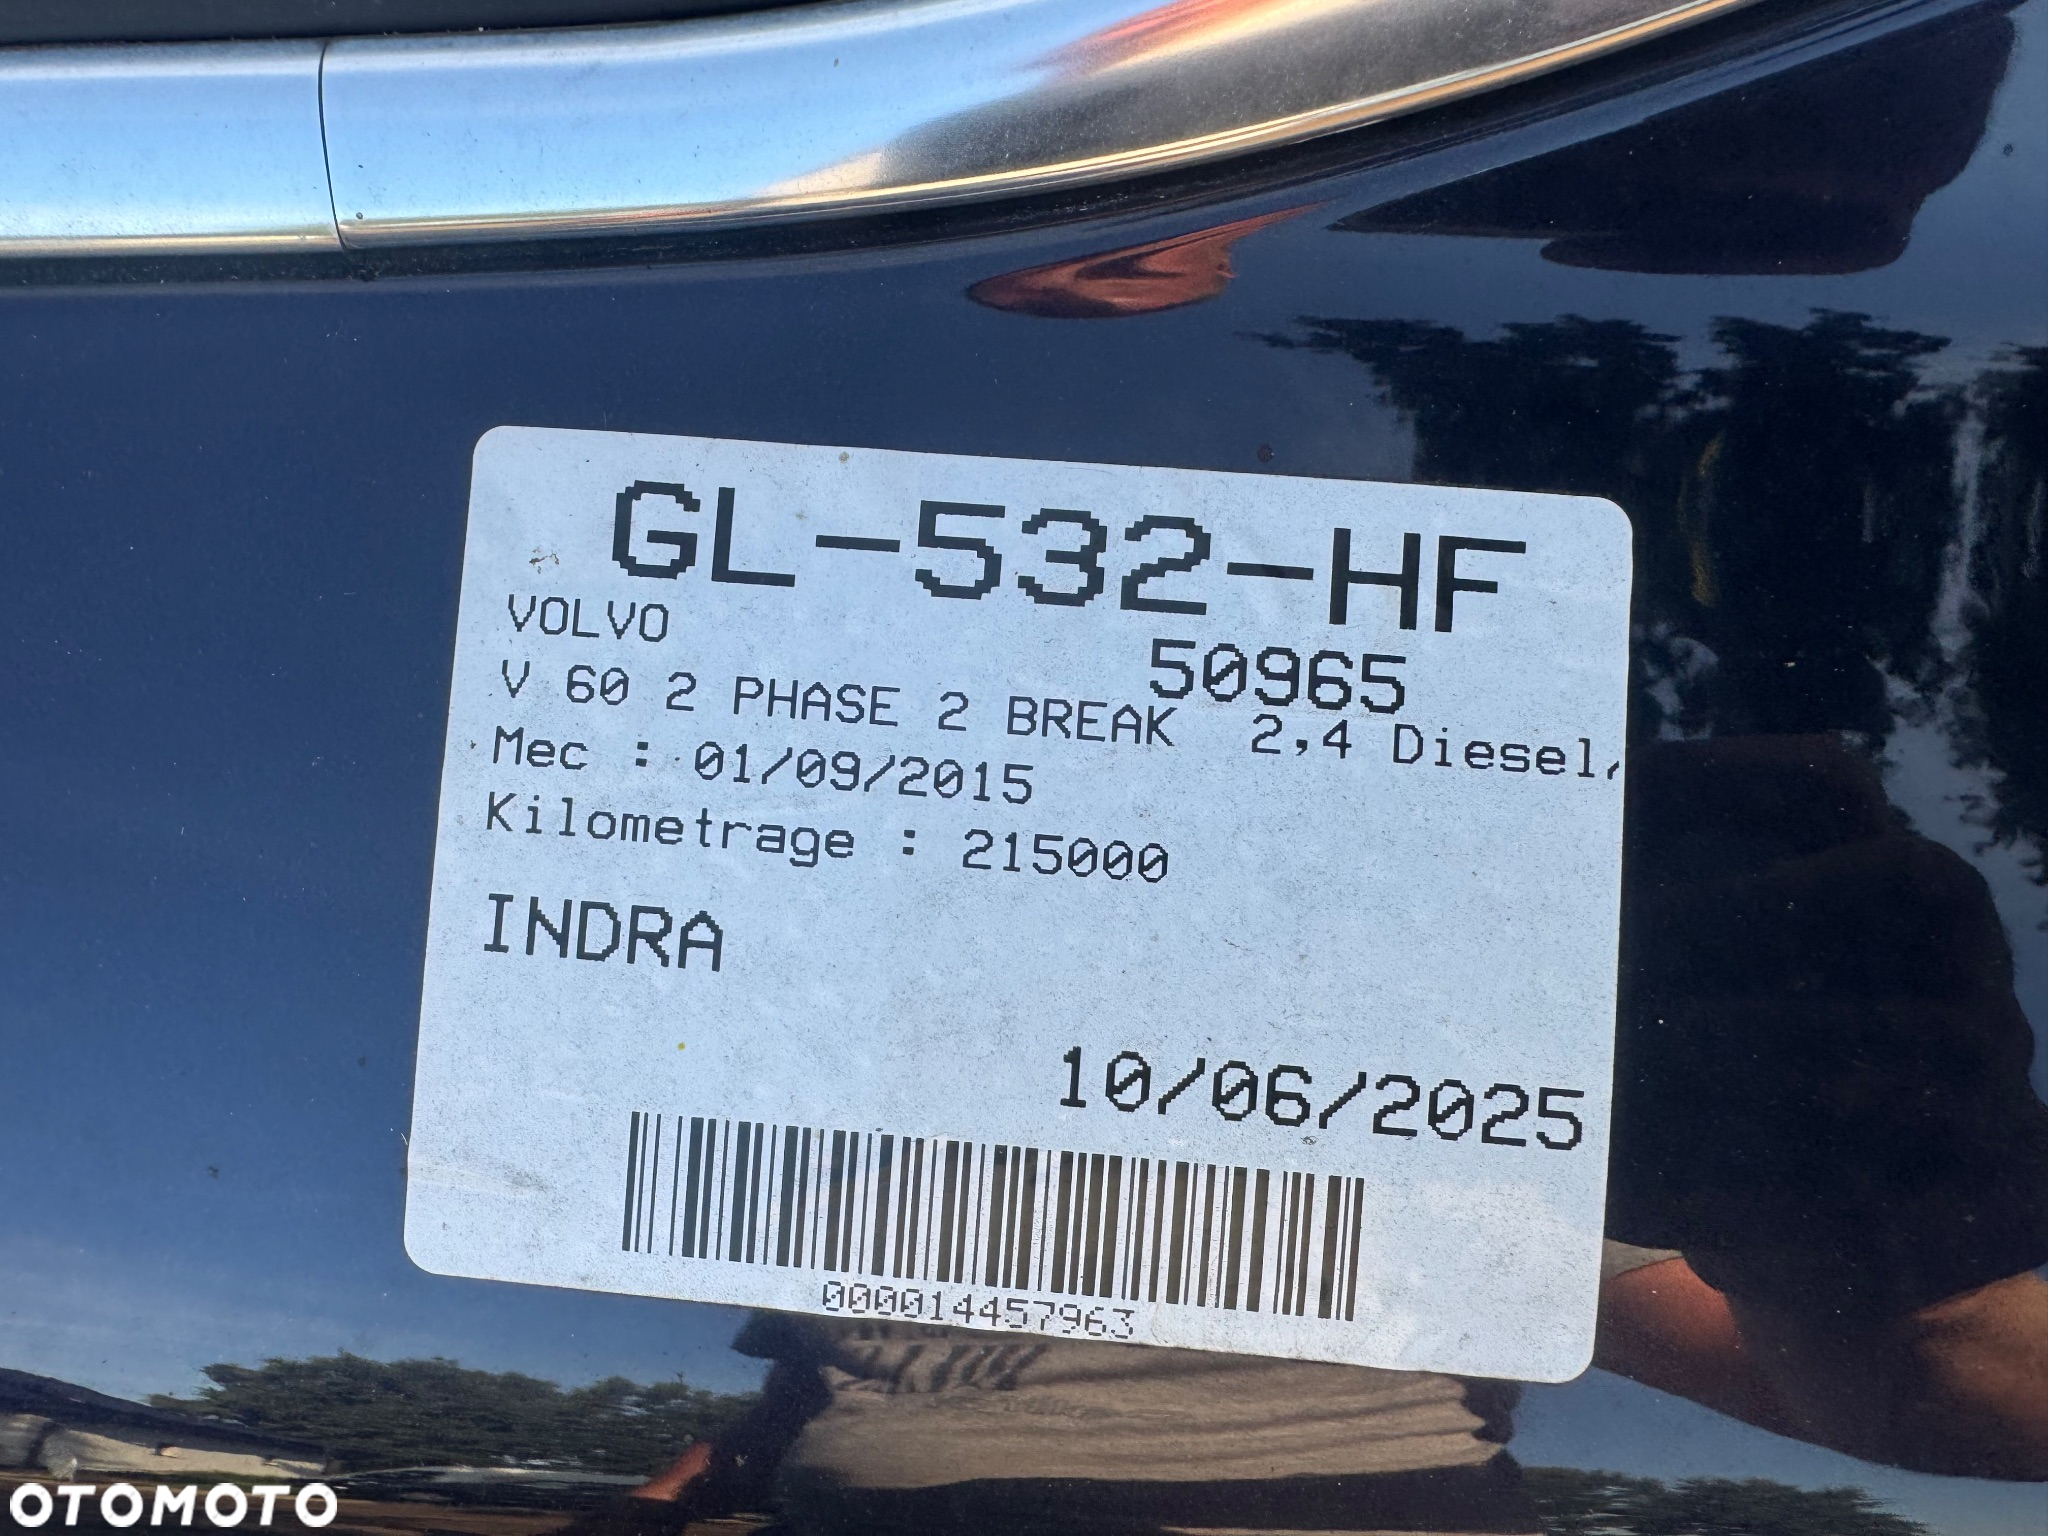 GL-532-HF
VOLVO
50965
V 60 2 PHASE 2 BREAK 2,4 Diesel,
Mec : 01/09/2015
Kilometrage : 215000
INDRA
10/06/2025
000014457963
OTOMOTO